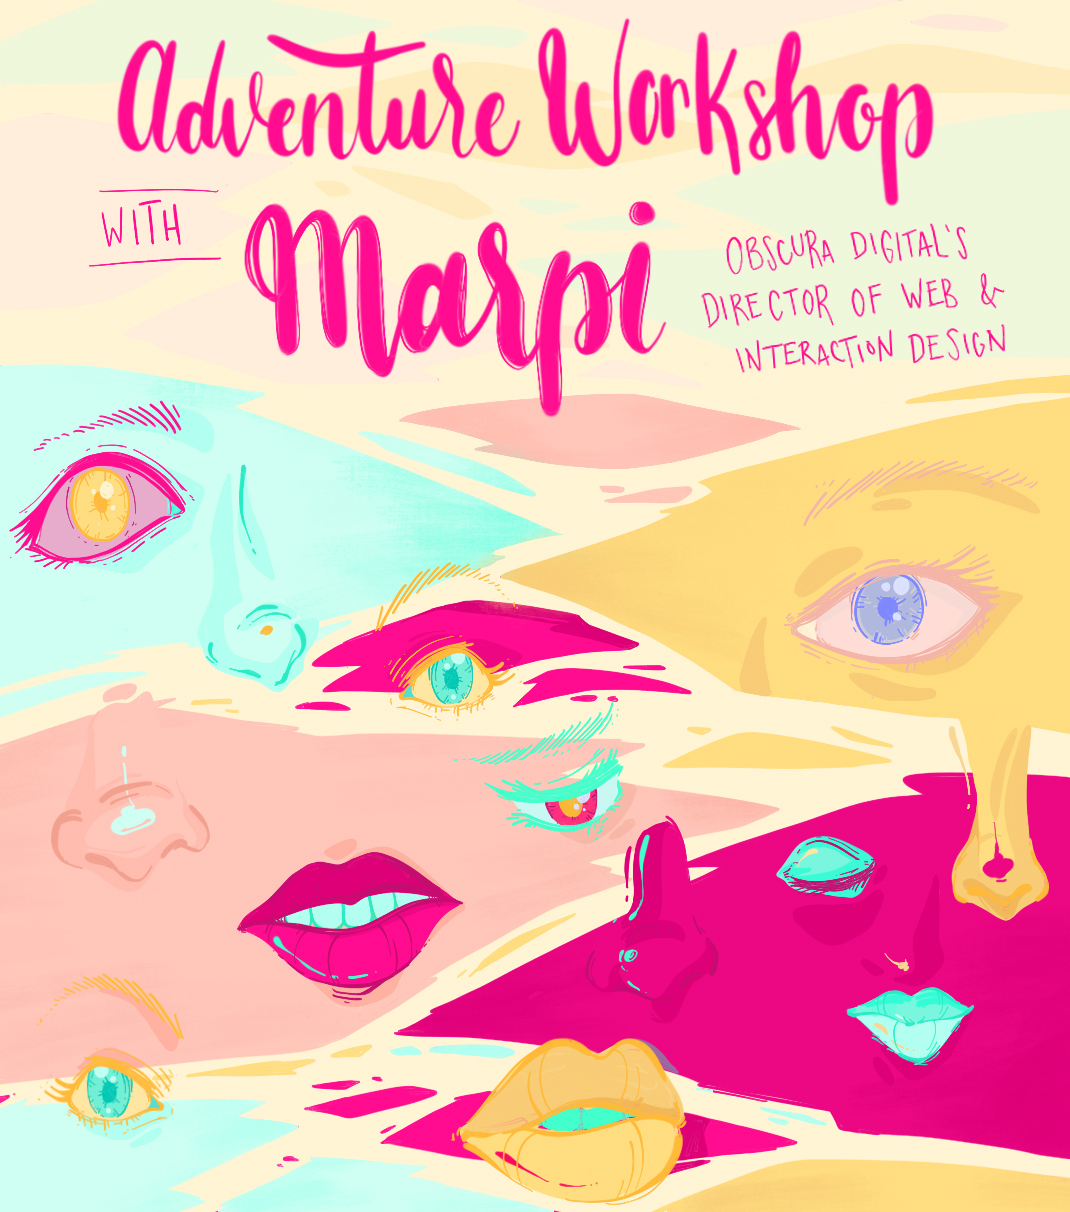 Adventure Workshop
WITH
Marpi
OBSCURA DIGITAL'S
DIRECTOR OF WEB &
INTERACTION DESIGN